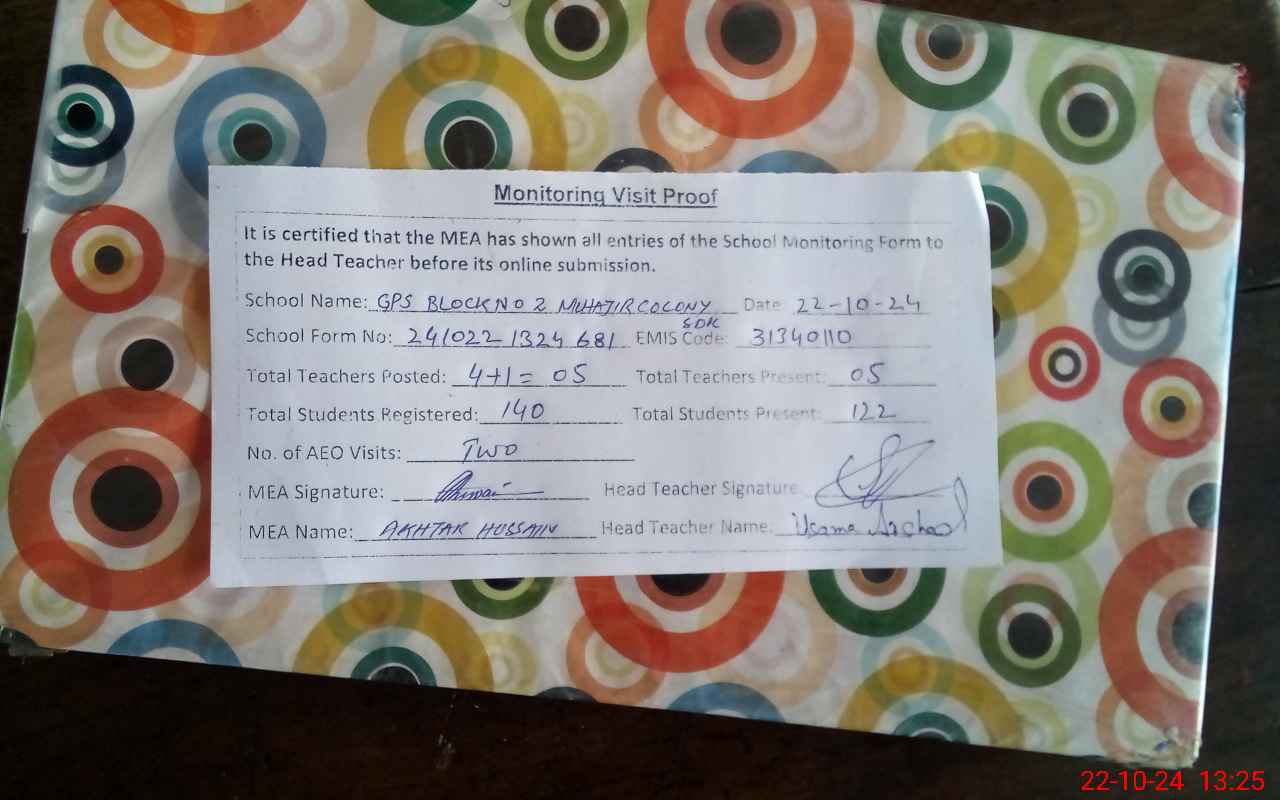 Monitoring Visit Proof
It is certified that the MEA has shown all entries of the School Monitoring Form to
the Head Teacher before its online submission.
School Name: GPS BLOCK NO 2 MUHAJIR COLONY Date: 22-10-24
SDK
School Form No: 241022 1324 681 EMIS Code: 31340110
Total Teachers Posted: 4+1= 05 Total Teachers Present: 05
Total Students Registered: 140 Total Students Present: 122
No. of AEO Visits: Two
MEA Signature: Head Teacher Signature
MEA Name: AKHTAR HUSSAIN Head Teacher Name: Usama Arshad
22-10-24 13:25